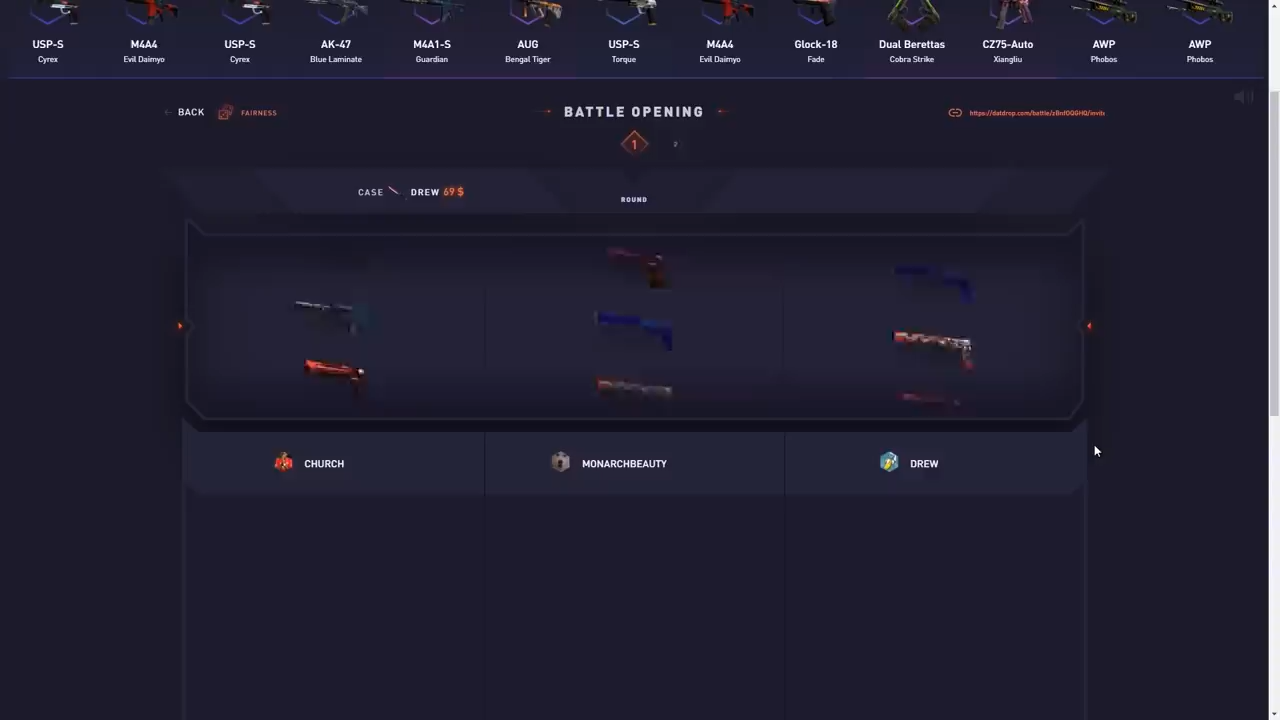 USP-S M4A4 USP-S AK-47 M4A1-S AUG USP-S M4A4 Glock-18 Dual Berettas CZ75-Auto AWP AWP
Cyrex Evil Daimyo Cyrex Blue Laminate Guardian Bengal Tiger Torque Evil Daimyo Fade Cobra Strike Xiangliu Phobos Phobos
← BACK FAIRNESS BATTLE OPENING
1 2
CASE DREW 69 $
ROUND
CHURCH MONARCHBEAUTY DREW